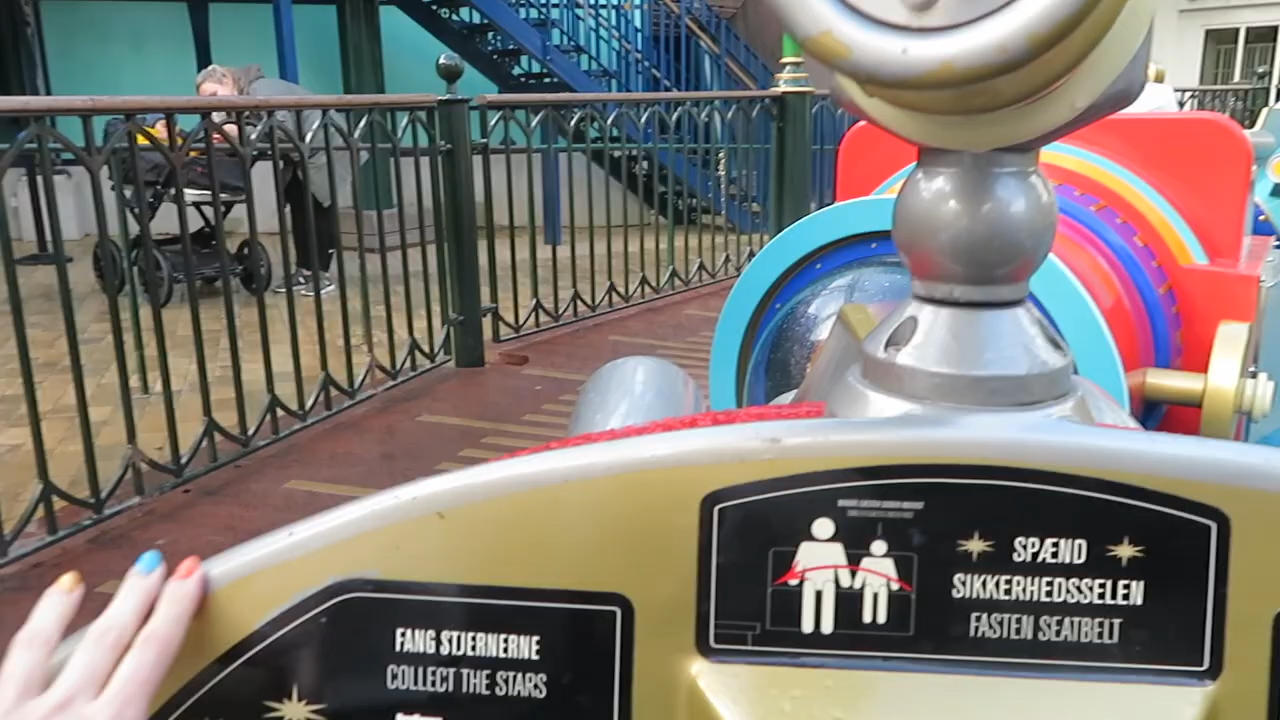 SPÆND
SIKKERHEDSSELEN
FASTEN SEATBELT
FANG STJERNERNE
COLLECT THE STARS